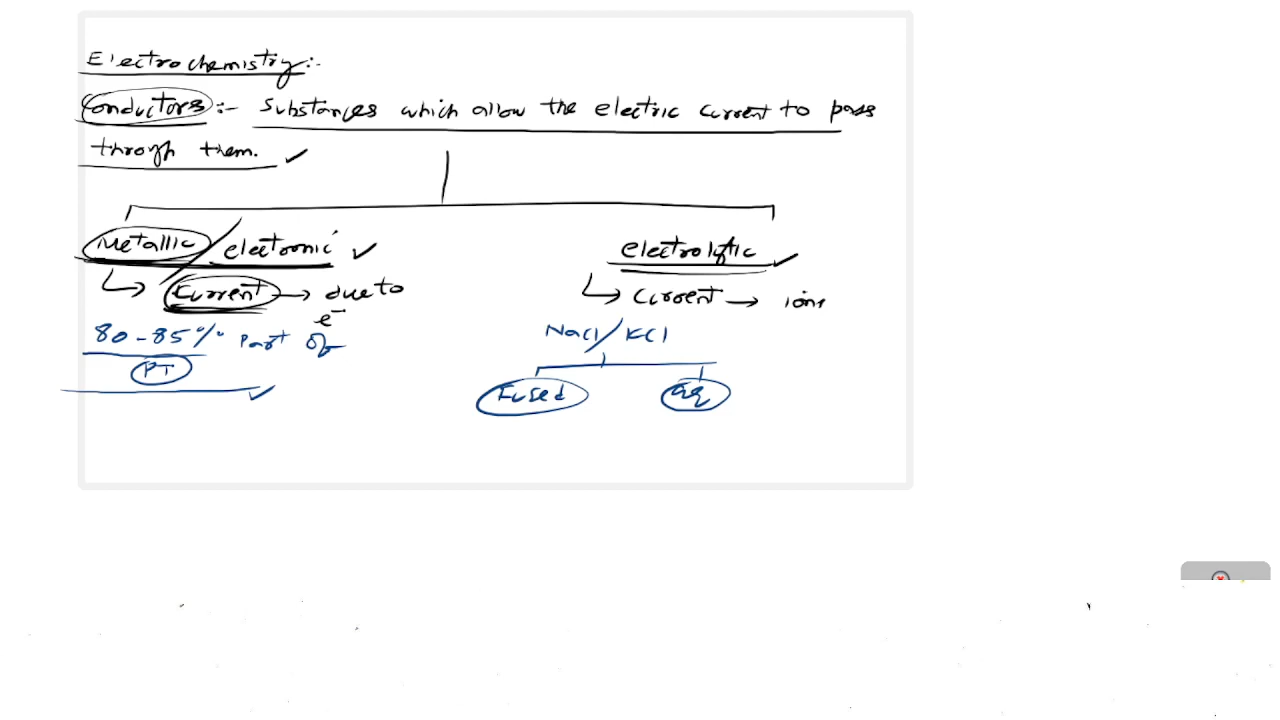 Electrochemistry:-
Conductors :- Substances which allow the electric current to pass
through them. ✓
Metallic/electronic ✓
electrolytic ✓
↳ Current → due to
e⁻
↳ Current → ions
80-85% part of
PT
NaCl/KCl
Fused aq